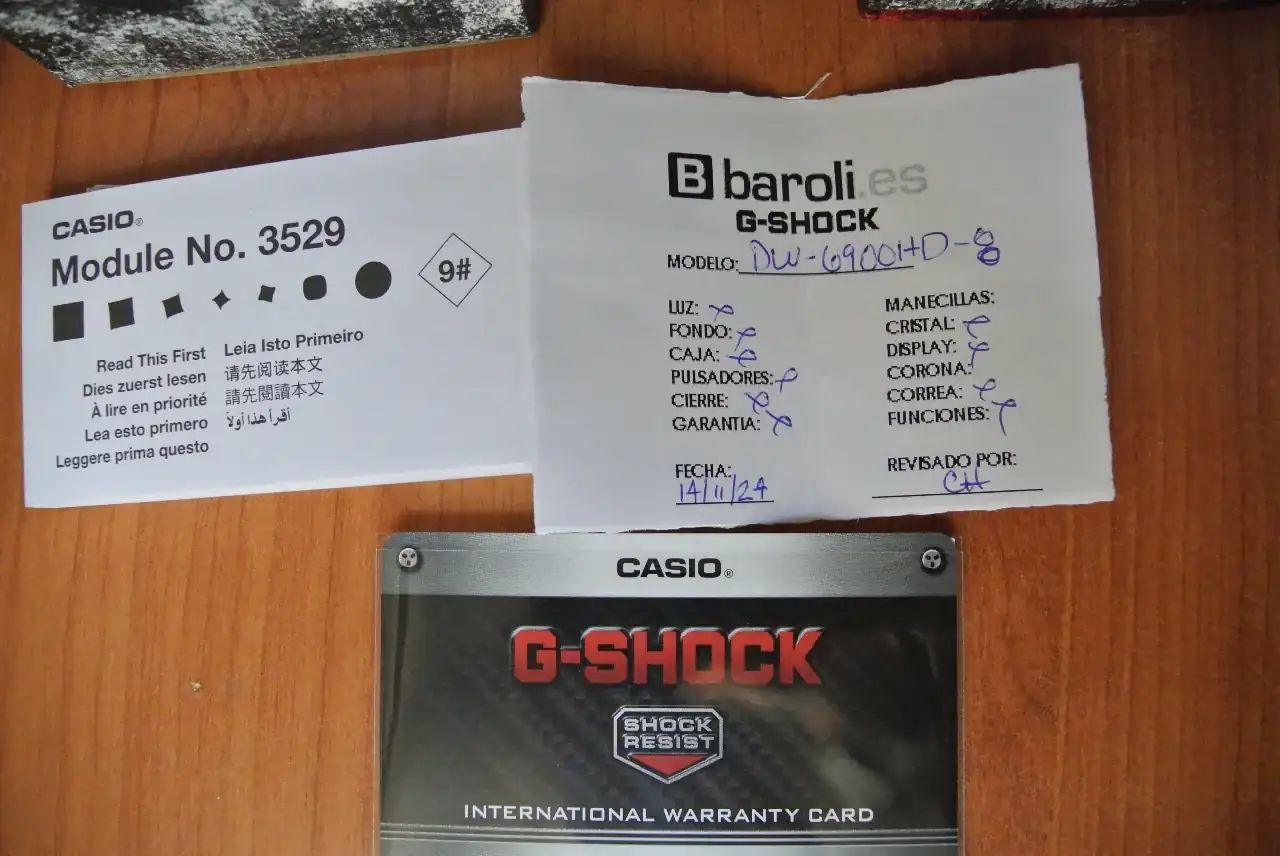 CASIO®
Module No. 3529
9#
Read This First
Dies zuerst lesen
À lire en priorité
Lea esto primero
Leggere prima questo
Leia Isto Primeiro
请先阅读本文
請先閱讀本文
اقرأ هذا أولاً
B baroli.es
G-SHOCK
MODELO: DW-6900HD-8
LUZ:
FONDO:
CAJA:
PULSADORES:
CIERRE:
GARANTIA:
MANECILLAS:
CRISTAL:
DISPLAY:
CORONA:
CORREA:
FUNCIONES:
FECHA:
14/11/24
REVISADO POR:
CH
CASIO®
G-SHOCK
SHOCK
RESIST
INTERNATIONAL WARRANTY CARD